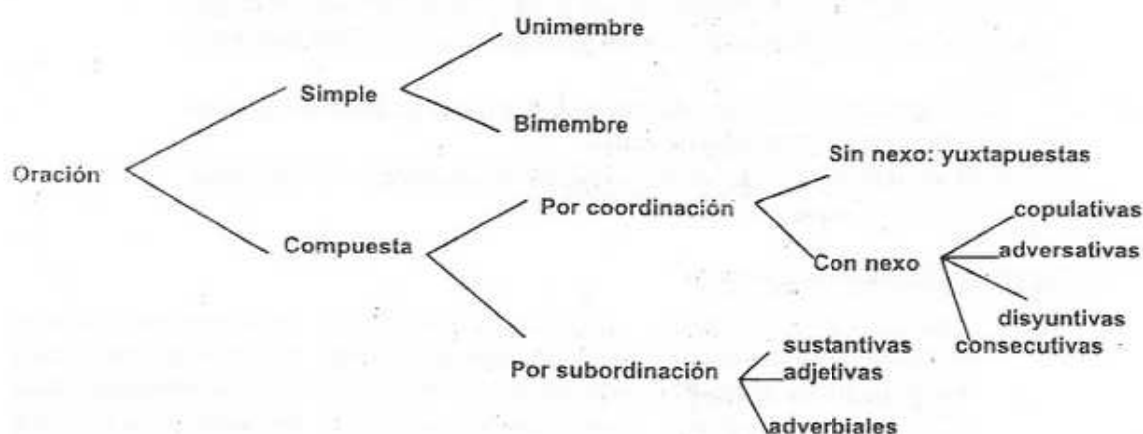 Unimembre
Simple
Bimembre
Oración
Sin nexo: yuxtapuestas
Por coordinación
copulativas
Compuesta
adversativas
Con nexo
disyuntivas
consecutivas
sustantivas
Por subordinación
adjetivas
adverbiales